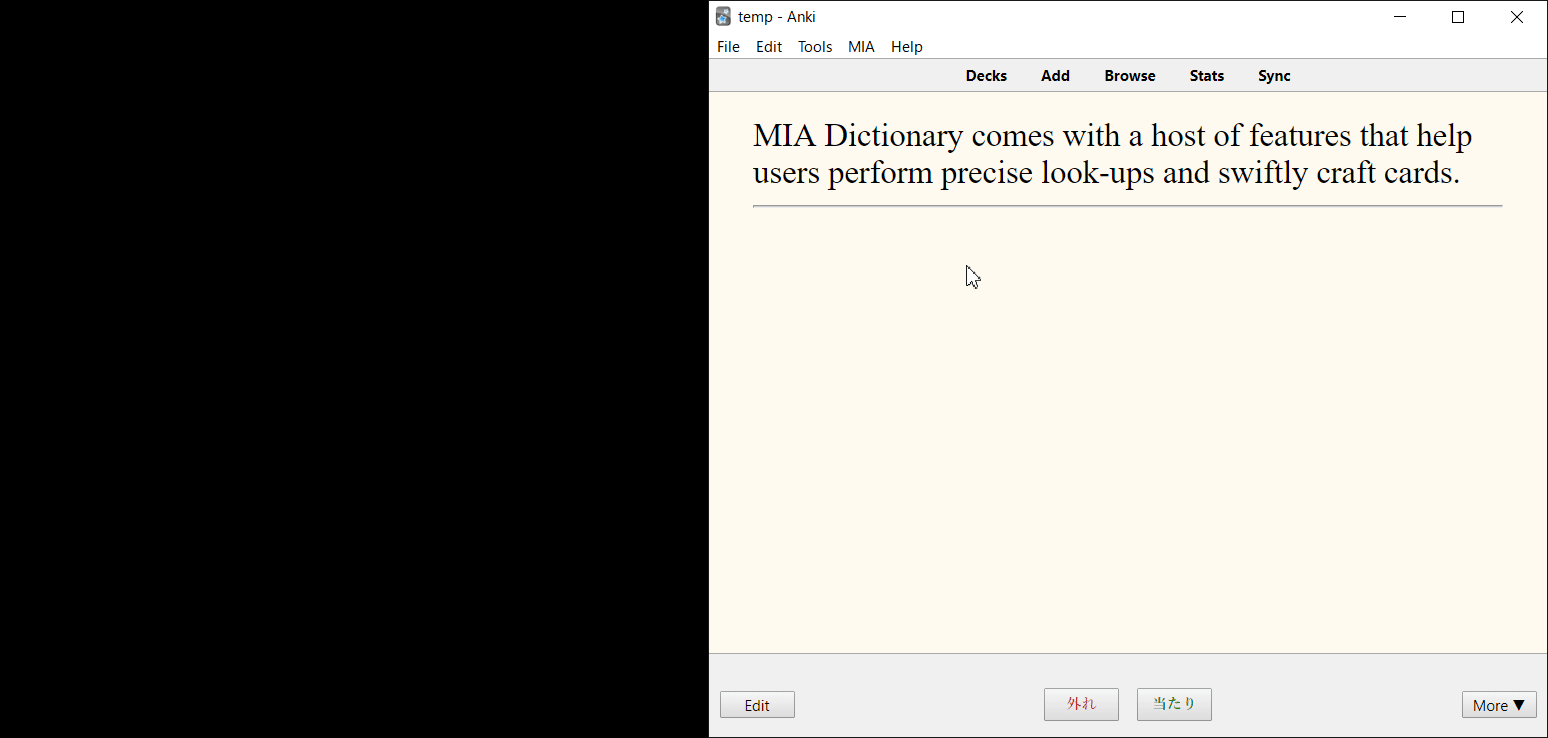 temp - Anki
File Edit Tools MIA Help
Decks Add Browse Stats Sync
MIA Dictionary comes with a host of features that help
users perform precise look-ups and swiftly craft cards.
Edit 外れ 当たり More ▼